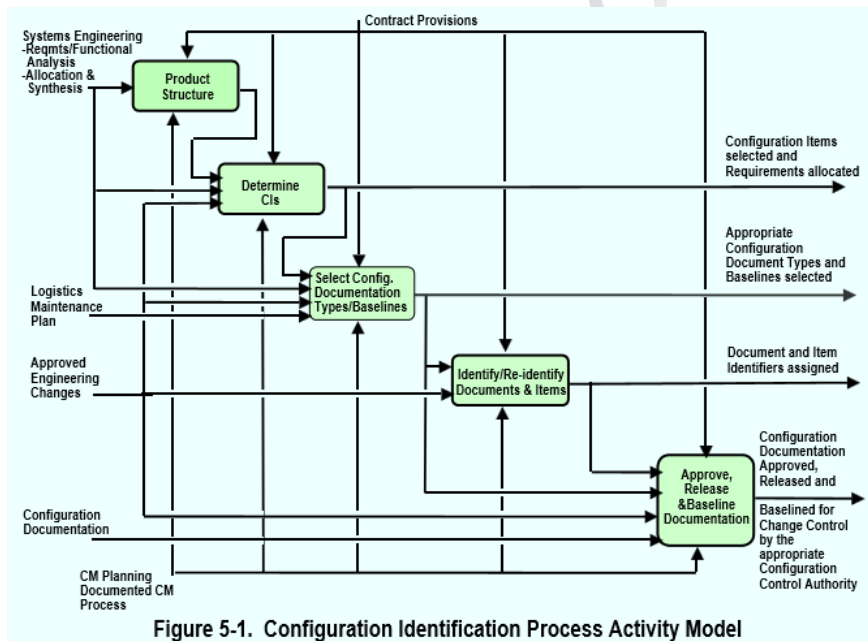 Contract Provisions
Systems Engineering
-Reqmts/Functional
Analysis
-Allocation &
Synthesis
Product
Structure
Determine
CIs
Configuration Items
selected and
Requirements allocated
Select Config.
Documentation
Types/Baselines
Appropriate
Configuration
Document Types and
Baselines selected
Logistics
Maintenance
Plan
Approved
Engineering
Changes
Identify/Re-identify
Documents & Items
Document and Item
Identifiers assigned
Approve,
Release
&Baseline
Documentation
Configuration
Documentation
Approved,
Released and
Baselined for
Change Control
by the
appropriate
Configuration
Control Authority
Configuration
Documentation
CM Planning
Documented CM
Process
Figure 5-1. Configuration Identification Process Activity Model